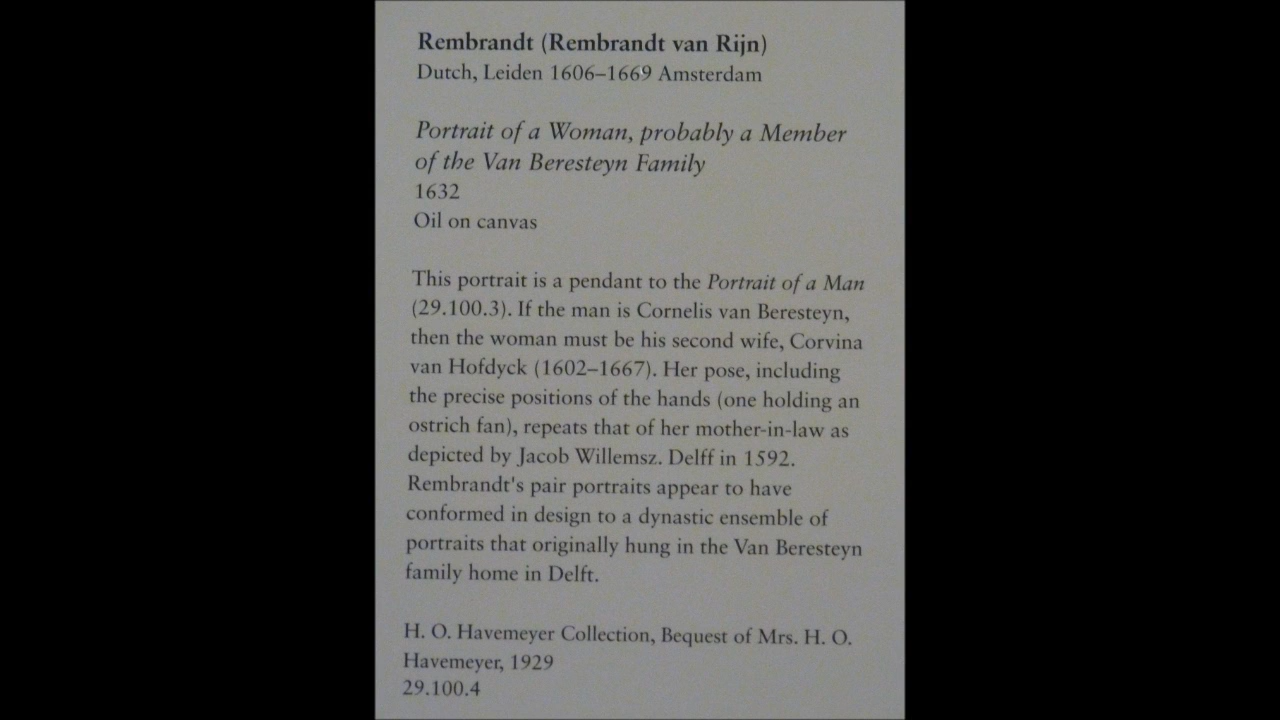 Rembrandt (Rembrandt van Rijn)
Dutch, Leiden 1606–1669 Amsterdam
Portrait of a Woman, probably a Member
of the Van Beresteyn Family
1632
Oil on canvas
This portrait is a pendant to the Portrait of a Man
(29.100.3). If the man is Cornelis van Beresteyn,
then the woman must be his second wife, Corvina
van Hofdyck (1602–1667). Her pose, including
the precise positions of the hands (one holding an
ostrich fan), repeats that of her mother-in-law as
depicted by Jacob Willemsz. Delff in 1592.
Rembrandt's pair portraits appear to have
conformed in design to a dynastic ensemble of
portraits that originally hung in the Van Beresteyn
family home in Delft.
H. O. Havemeyer Collection, Bequest of Mrs. H. O.
Havemeyer, 1929
29.100.4